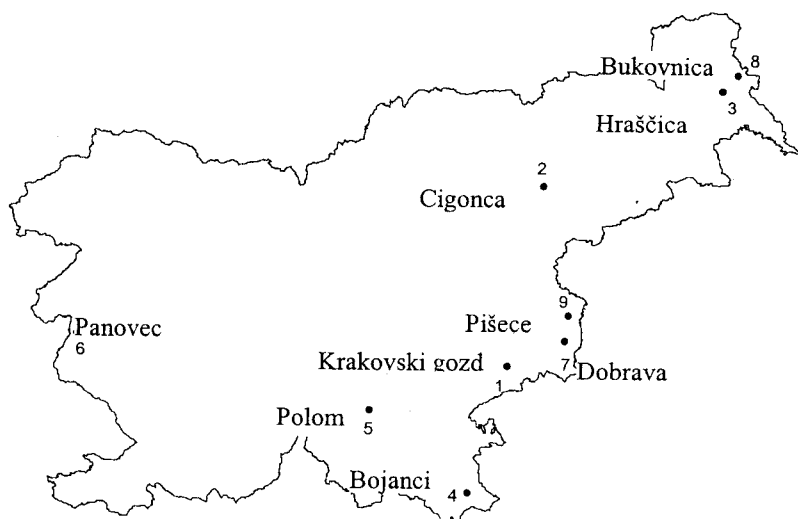 Bukovnica
8
3
Hraščica
2
Cigonca
9
Pišece
Panovec
6
7
Krakovski gozd
1
Dobrava
Polom
5
Bojanci
4